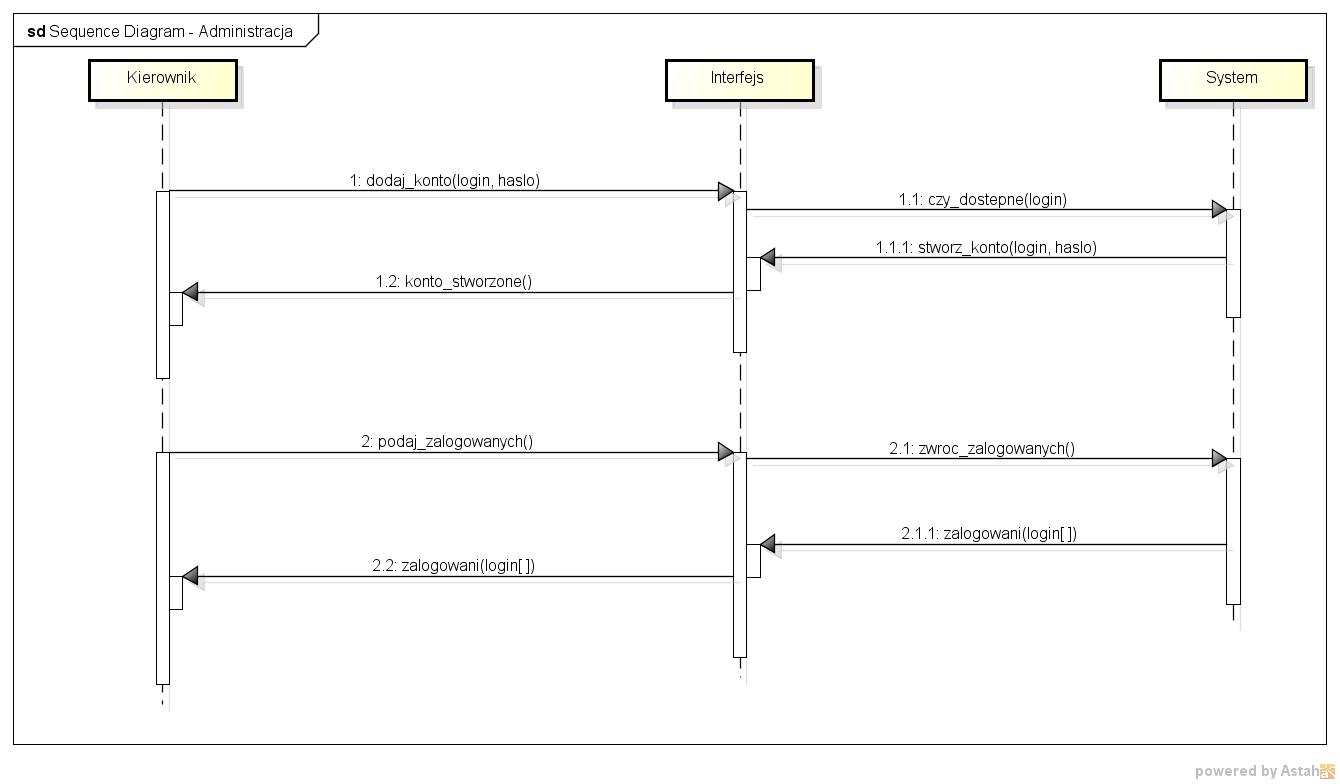 sd Sequence Diagram - Administracja
Kierownik
Interfejs
System
1: dodaj_konto(login, haslo)
1.1: czy_dostepne(login)
1.1.1: stworz_konto(login, haslo)
1.2: konto_stworzone()
2: podaj_zalogowanych()
2.1: zwroc_zalogowanych()
2.1.1: zalogowani(login[ ])
2.2: zalogowani(login[ ])
powered by Astah